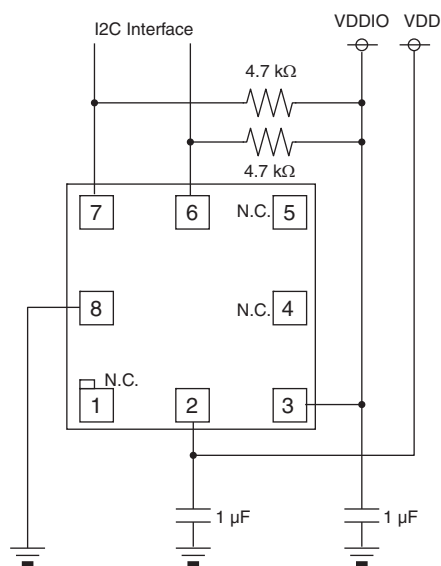 I2C Interface
VDDIO VDD
4.7 kΩ
4.7 kΩ
7 6 N.C. 5
8 N.C. 4
N.C.
1 2 3
1 µF 1 µF